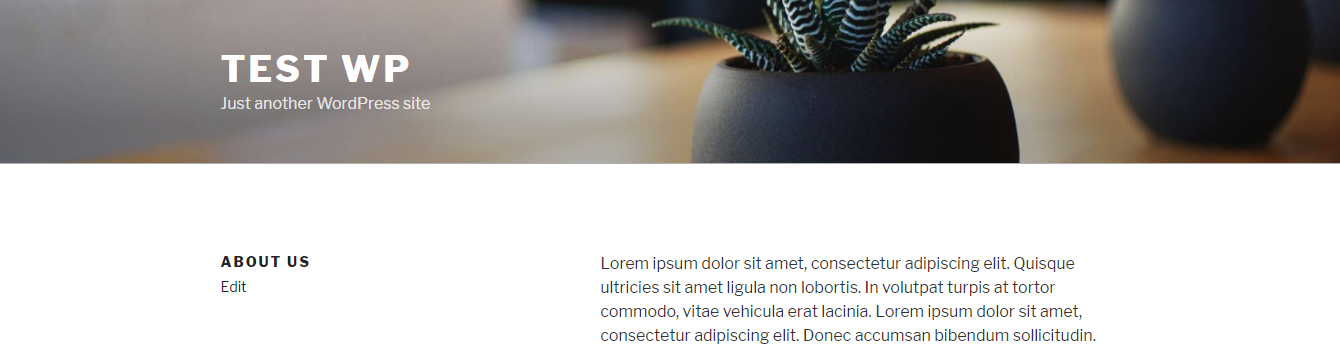 TEST WP
Just another WordPress site
ABOUT US
Edit
Lorem ipsum dolor sit amet, consectetur adipiscing elit. Quisque
ultricies sit amet ligula non lobortis. In volutpat turpis at tortor
commodo, vitae vehicula erat lacinia. Lorem ipsum dolor sit amet,
consectetur adipiscing elit. Donec accumsan bibendum sollicitudin.